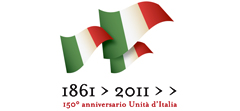 1861 > 2011 > >
150° anniversario Unità d'Italia